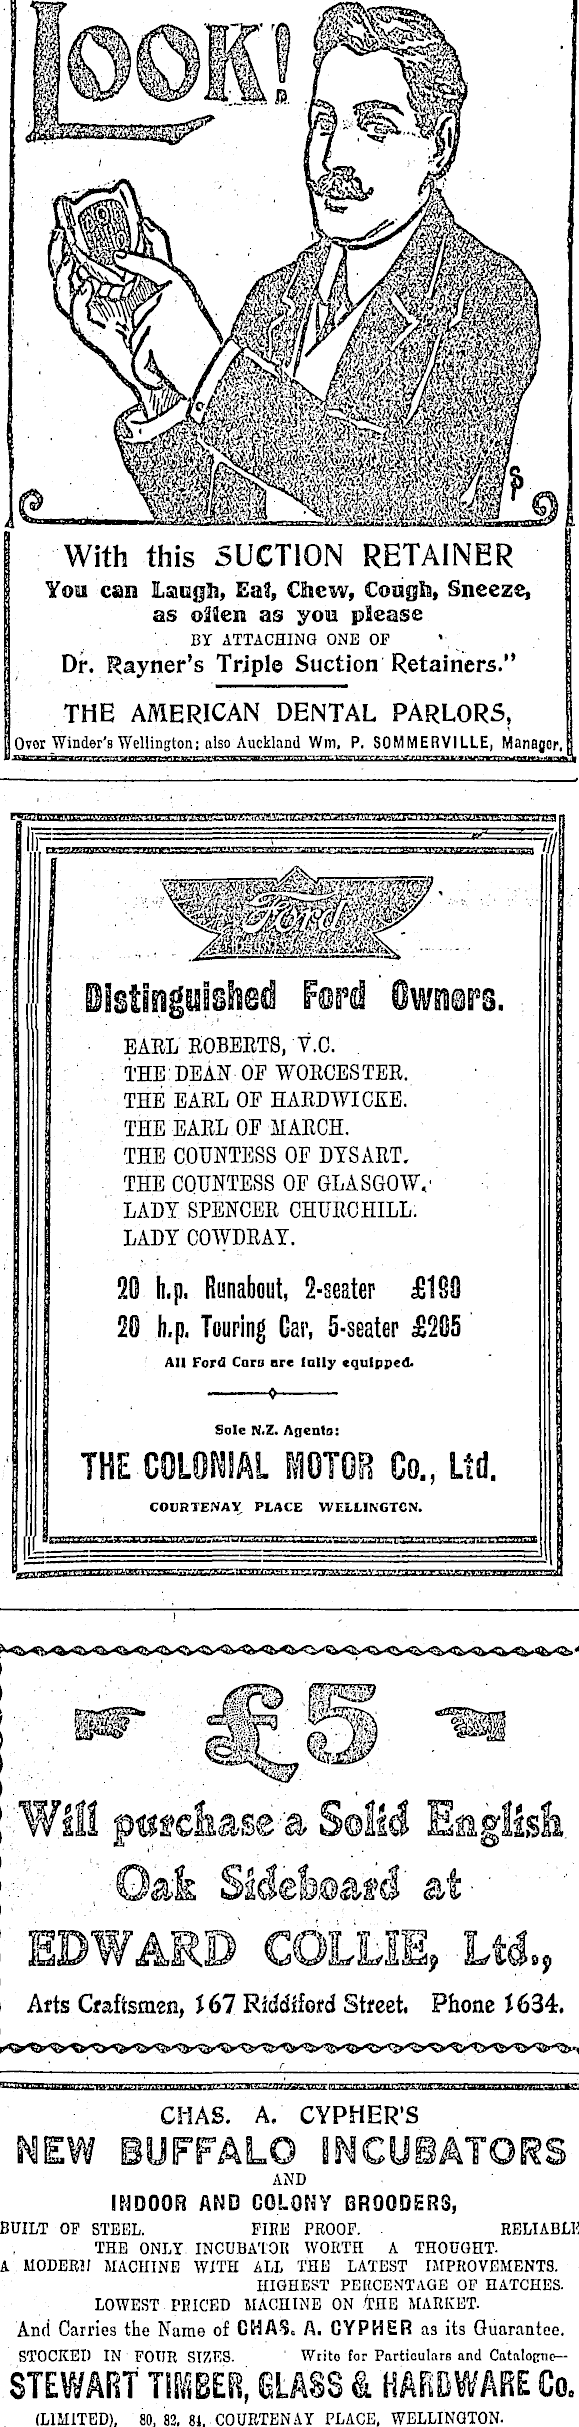 LOOK!
With this SUCTION RETAINER
You can Laugh, Eat, Chew, Cough, Sneeze,
as often as you please
BY ATTACHING ONE OF
Dr. Rayner's Triple Suction Retainers."
THE AMERICAN DENTAL PARLORS,
Over Winder's Wellington; also Auckland Wm. P. SOMMERVILLE, Manager.
Ford
Distinguished Ford Owners.
EARL ROBERTS, V.C.
THE DEAN OF WORCESTER.
THE EARL OF HARDWICKE.
THE EARL OF MARCH.
THE COUNTESS OF DYSART.
THE COUNTESS OF GLASGOW.
LADY SPENCER CHURCHILL.
LADY COWDRAY.
20 h.p. Runabout, 2-seater £190
20 h.p. Touring Car, 5-seater £205
All Ford Cars are fully equipped.
Sole N.Z. Agents:
THE COLONIAL MOTOR Co., Ltd.
COURTENAY PLACE WELLINGTON.
£5
Will purchase a Solid English
Oak Sideboard at
EDWARD COLLIE, Ltd.,
Arts Craftsmen, 167 Riddiford Street. Phone 1634.
CHAS. A. CYPHER'S
NEW BUFFALO INCUBATORS
AND
INDOOR AND COLONY BROODERS,
BUILT OF STEEL. FIRE PROOF. RELIABLE
THE ONLY INCUBATOR WORTH A THOUGHT.
A MODERN MACHINE WITH ALL THE LATEST IMPROVEMENTS.
HIGHEST PERCENTAGE OF HATCHES.
LOWEST PRICED MACHINE ON THE MARKET.
And Carries the Name of CHAS. A. CYPHER as its Guarantee.
STOCKED IN FOUR SIZES. Write for Particulars and Catalogue—
STEWART TIMBER, GLASS & HARDWARE Co.
(LIMITED), 80, 82, 84, COURTENAY PLACE, WELLINGTON.